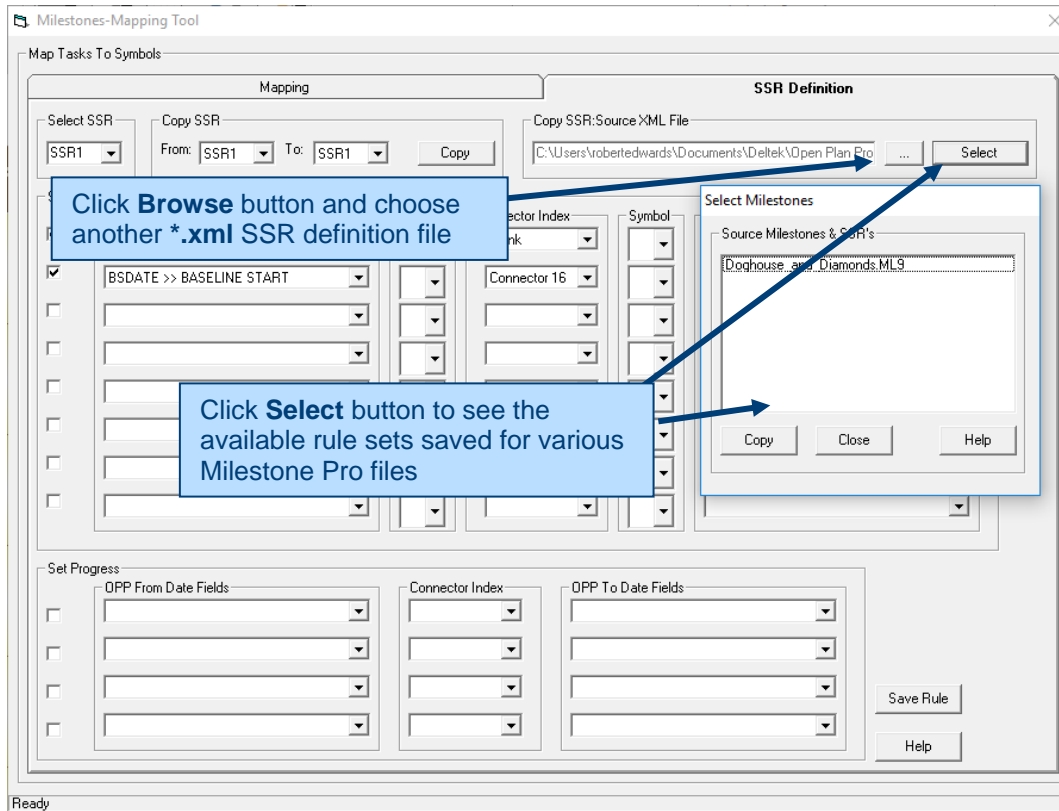 Milestones-Mapping Tool
Map Tasks To Symbols
Mapping
SSR Definition
Select SSR
Copy SSR
Copy SSR:Source XML File
SSR1
From: SSR1 To: SSR1
Copy
C:\Users\robertedwards\Documents\Deltek\Open Plan Pro
...
Select
Click Browse button and choose
another *.xml SSR definition file
Index
Symbol
Select Milestones
Source Milestones & SSR's
Doghouse_and_Diamonds.ML9
BSDATE >> BASELINE START
Connector 16
Click Select button to see the
available rule sets saved for various
Milestone Pro files
Copy
Close
Help
Set Progress
OPP From Date Fields
Connector Index
OPP To Date Fields
Save Rule
Help
Ready